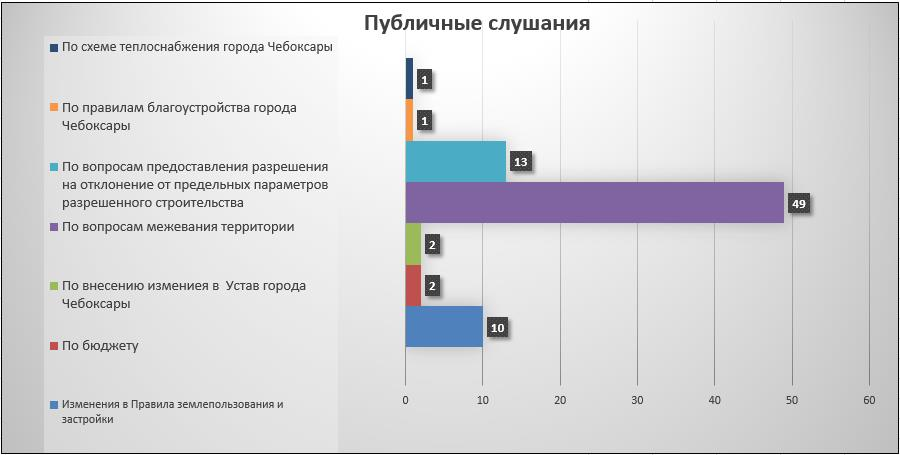 Публичные слушания
По схеме теплоснабжения города Чебоксары
По правилам благоустройства города
Чебоксары
По вопросам предоставления разрешения
на отклонение от предельных параметров
разрешенного строительства
По вопросам межевания территории
По внесению измениея в Устав города
Чебоксары
По бюджету
Изменения в Правила землепользования и
застройки
1
1
13
49
2
2
10
0 10 20 30 40 50 60